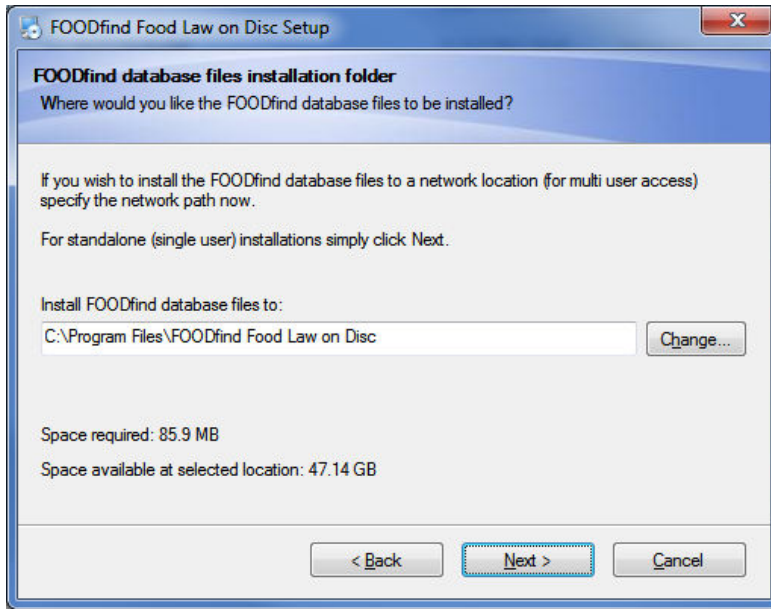 FOODfind Food Law on Disc Setup
FOODfind database files installation folder
Where would you like the FOODfind database files to be installed?
If you wish to install the FOODfind database files to a network location (for multi user access)
specify the network path now.
For standalone (single user) installations simply click Next.
Install FOODfind database files to:
C:\Program Files\FOODfind Food Law on Disc
Change...
Space required: 85.9 MB
Space available at selected location: 47.14 GB
< Back
Next >
Cancel